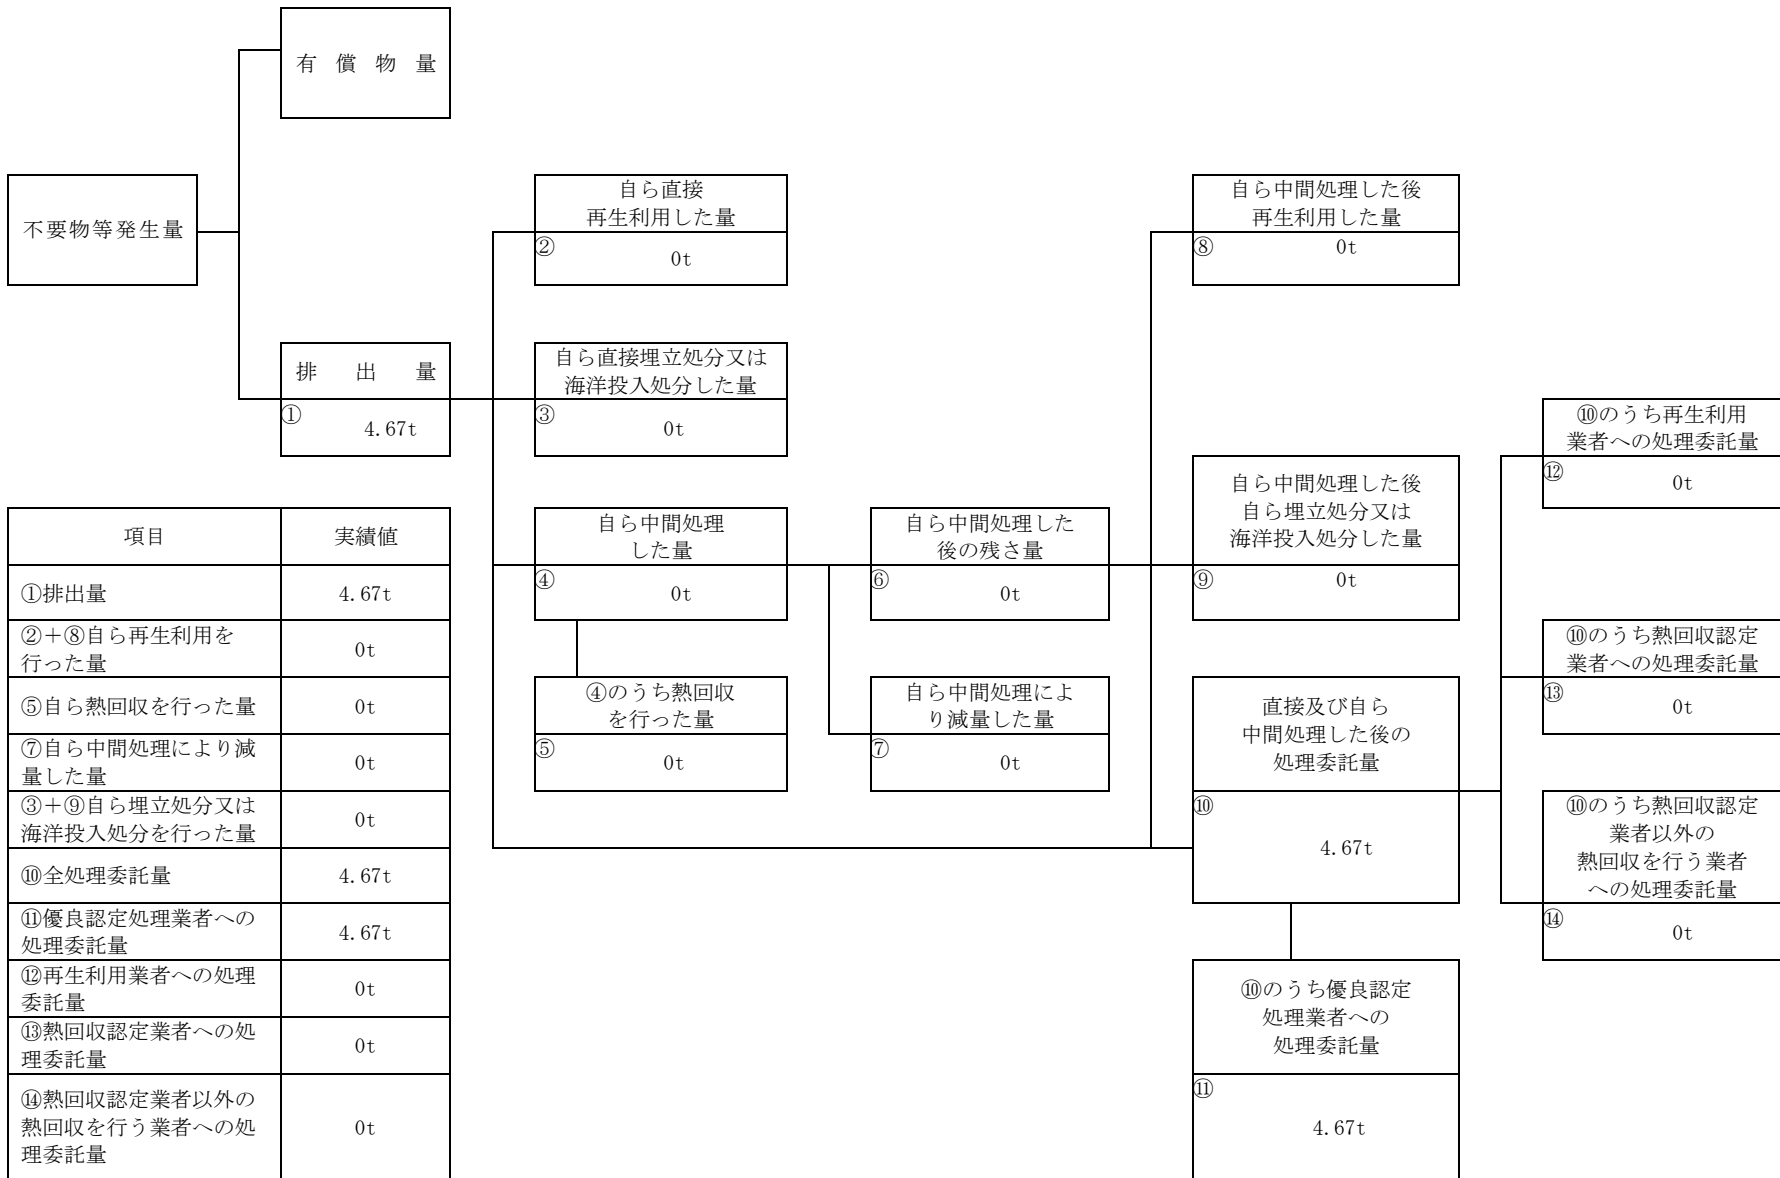 有償物量
不要物等発生量
自ら直接
再生利用した量
②
0t
自ら中間処理した後
再生利用した量
⑧
0t
排出量
①
4.67t
自ら直接埋立処分又は
海洋投入処分した量
③
0t
⑩のうち再生利用
業者への処理委託量
⑫
0t
自ら中間処理
した量
④
0t
自ら中間処理した
後の残さ量
⑥
0t
自ら中間処理した後
自ら埋立処分又は
海洋投入処分した量
⑨
0t
⑩のうち熱回収認定
業者への処理委託量
⑬
0t
④のうち熱回収
を行った量
⑤
0t
自ら中間処理によ
り減量した量
⑦
0t
直接及び自ら
中間処理した後の
処理委託量
⑩
4.67t
⑩のうち熱回収認定
業者以外の
熱回収を行う業者
への処理委託量
⑭
0t
⑩のうち優良認定
処理業者への
処理委託量
⑪
4.67t
項目 実績値
①排出量 4.67t
②+⑧自ら再生利用を
行った量
0t
⑤自ら熱回収を行った量 0t
⑦自ら中間処理により減
量した量
0t
③+⑨自ら埋立処分又は
海洋投入処分を行った量
0t
⑩全処理委託量 4.67t
⑪優良認定処理業者への
処理委託量
4.67t
⑫再生利用業者への処理
委託量
0t
⑬熱回収認定業者への処
理委託量
0t
⑭熱回収認定業者以外の
熱回収を行う業者への処
理委託量
0t